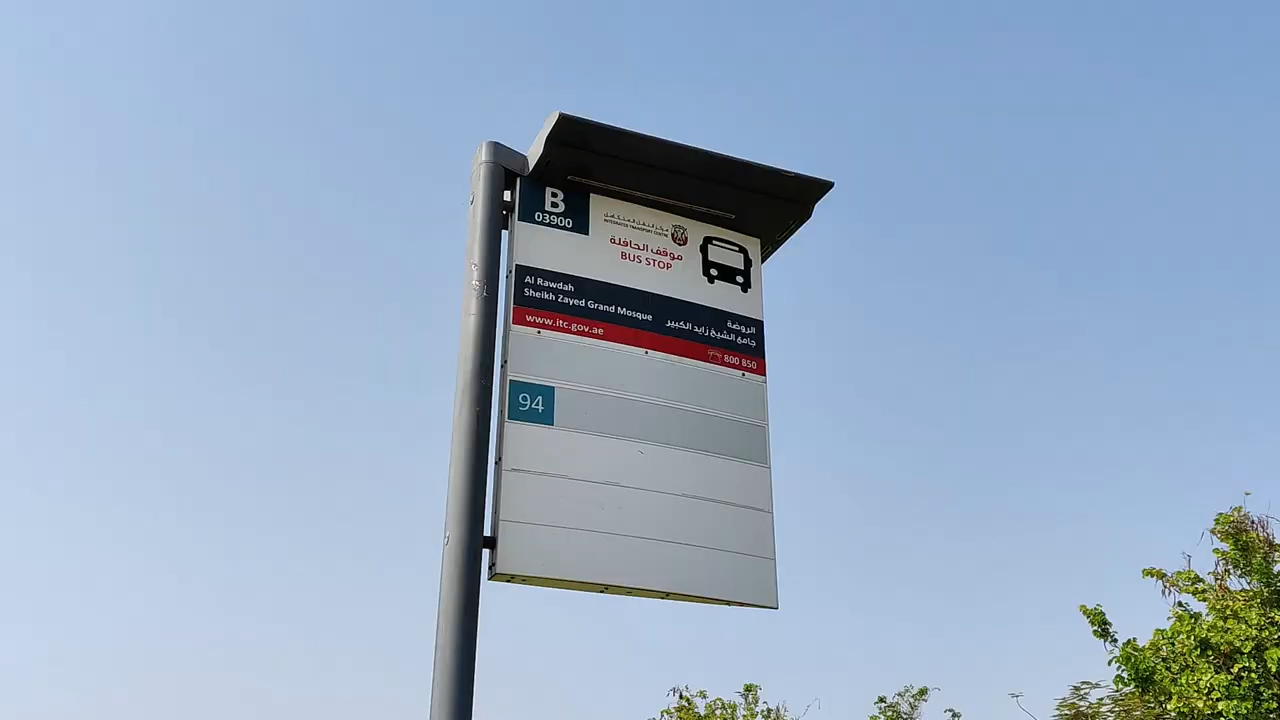 B
03900
مركز النقل المتكامل
INTEGRATED TRANSPORT CENTRE
موقف الحافلة
BUS STOP
Al Rawdah
Sheikh Zayed Grand Mosque
الروضة
جامع الشيخ زايد الكبير
www.itc.gov.ae
800 850
94